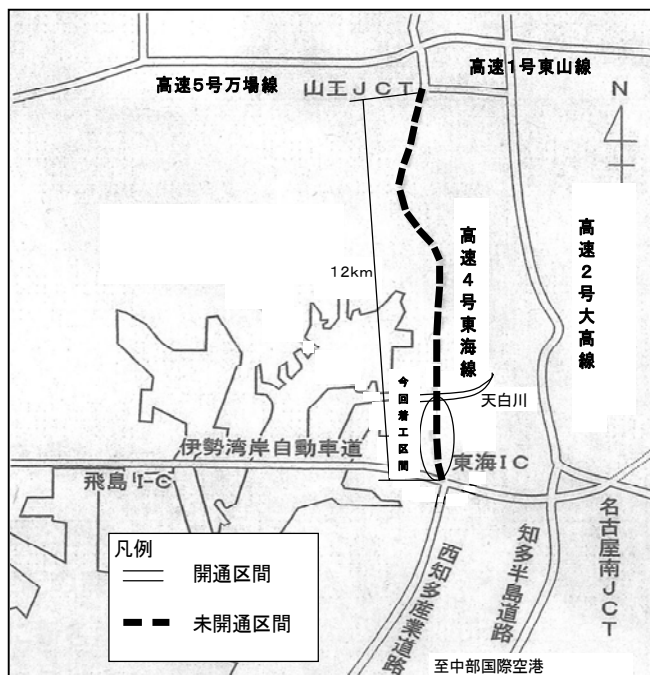 高速5号万場線
高速1号東山線
山王JCT
N
高速4号東海線
高速2号大高線
12km
今回着工区間
天白川
伊勢湾岸自動車道
東海IC
飛島I-C
名古屋南JCT
知多半島道路
西知多産業道路
凡例
開通区間
未開通区間
至中部国際空港